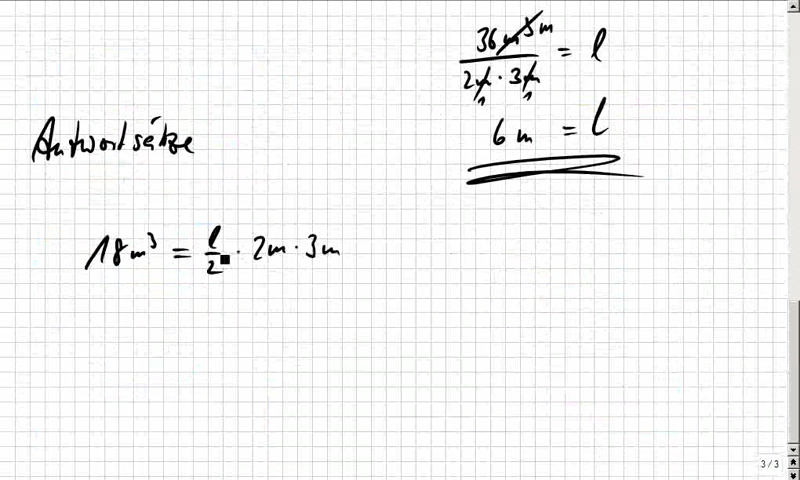 36m³ m
2m · 3m = l
6 m = l
Antwortsätze
18m³ = l/2 · 2m · 3m
3 / 3